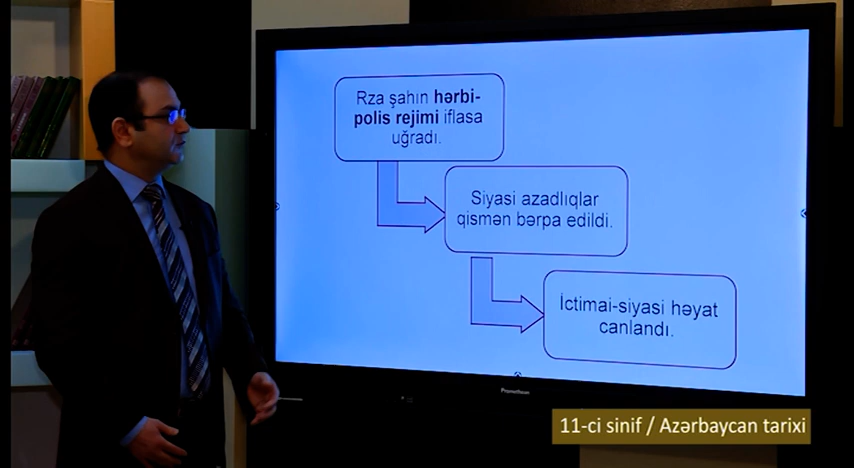 Rza şahın hərbi-
polis rejimi iflasa
uğradı.
Siyasi azadlıqlar
qismən bərpa edildi.
İctimai-siyasi həyat
canlandı.
Promethean
11-ci sinif / Azərbaycan tarixi